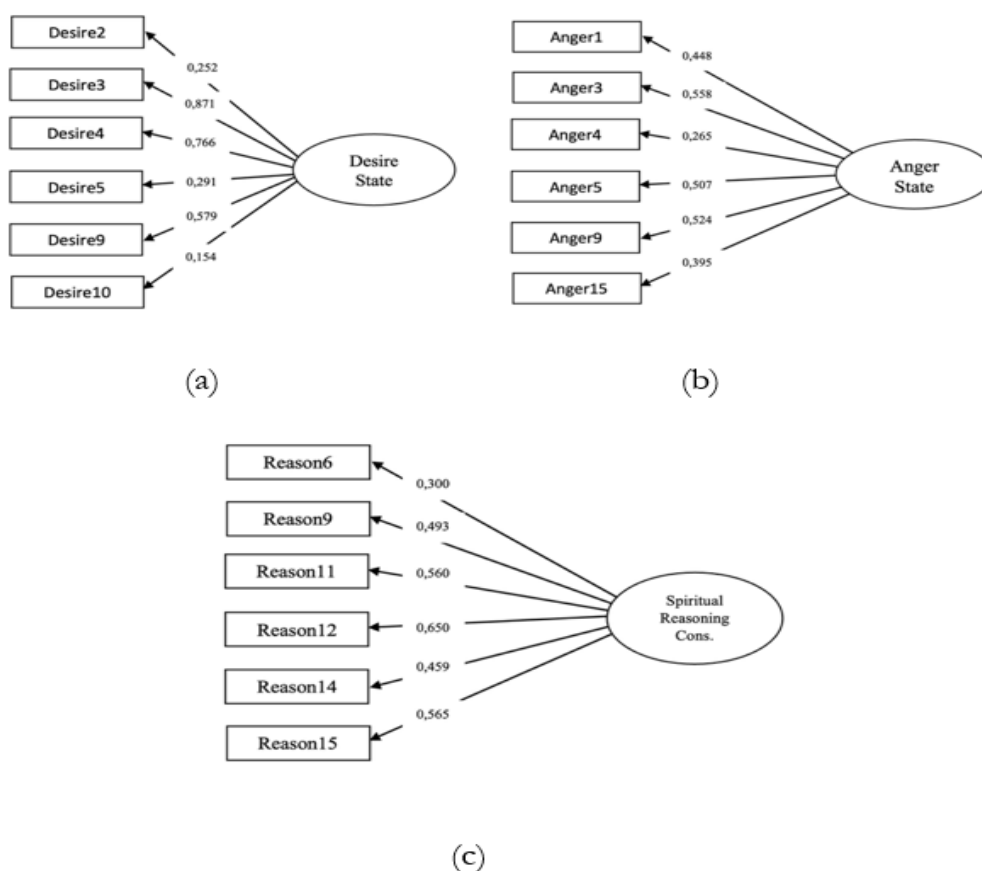 Desire2
0,252
Desire3
0,871
Desire4
0,766
Desire5
0,291
Desire9
0,579
Desire10
0,154
Desire
State
(a)
Anger1
0,448
Anger3
0,558
Anger4
0,265
Anger5
0,507
Anger9
0,524
Anger15
0,395
Anger
State
(b)
Reason6
0,300
Reason9
0,493
Reason11
0,560
Reason12
0,650
Reason14
0,459
Reason15
0,565
Spiritual
Reasoning
Cons.
(c)